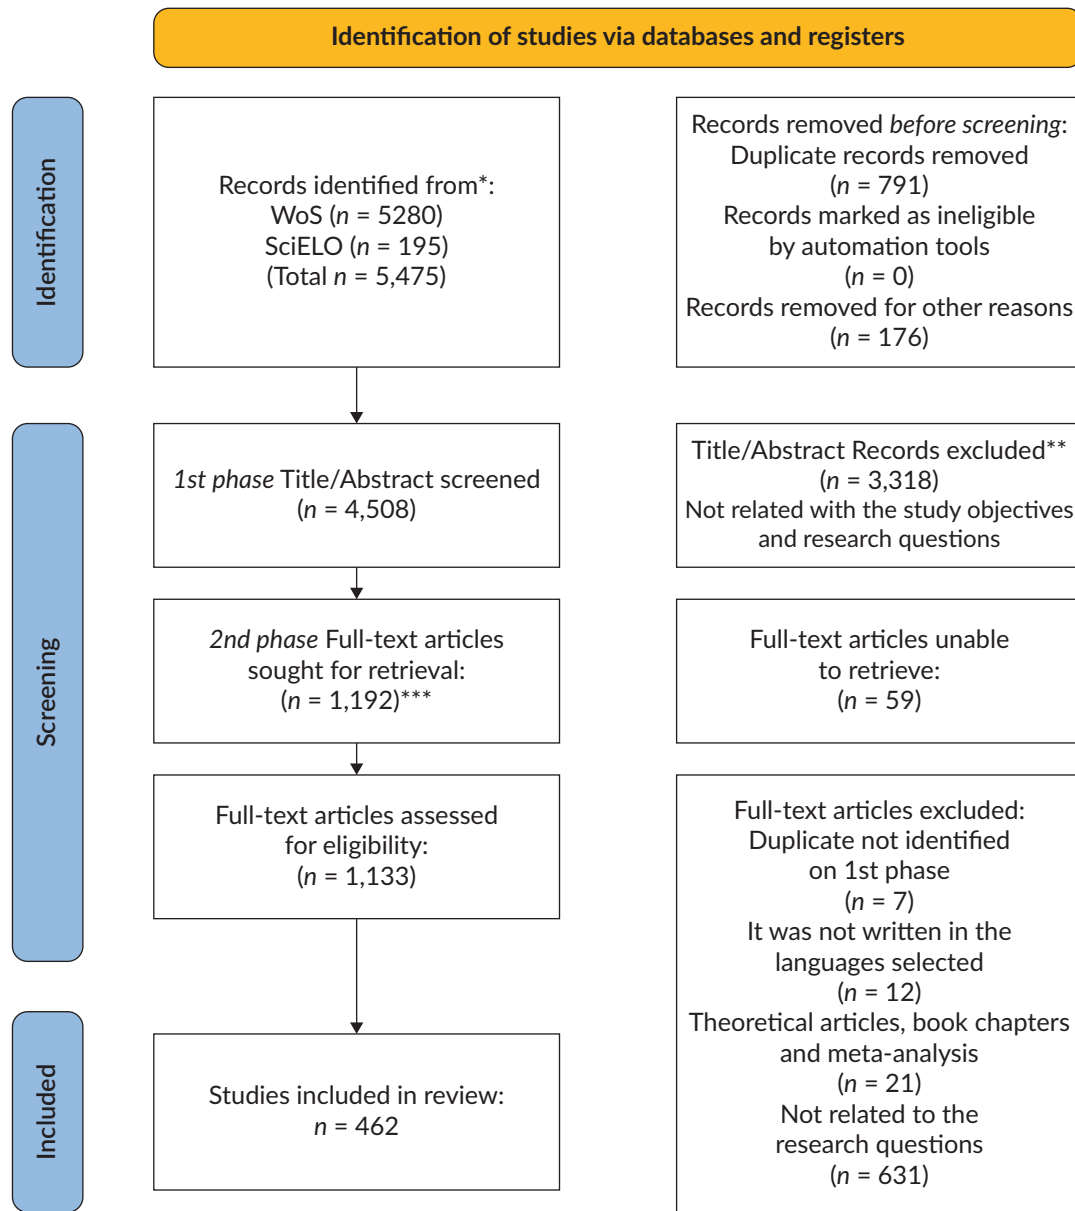 Identification of studies via databases and registers
Identification
Records identified from*:
WoS (n = 5280)
SciELO (n = 195)
(Total n = 5,475)
Records removed before screening:
Duplicate records removed
(n = 791)
Records marked as ineligible
by automation tools
(n = 0)
Records removed for other reasons
(n = 176)
Screening
1st phase Title/Abstract screened
(n = 4,508)
Title/Abstract Records excluded**
(n = 3,318)
Not related with the study objectives
and research questions
2nd phase Full-text articles
sought for retrieval:
(n = 1,192)***
Full-text articles unable
to retrieve:
(n = 59)
Full-text articles assessed
for eligibility:
(n = 1,133)
Full-text articles excluded:
Duplicate not identified
on 1st phase
(n = 7)
It was not written in the
languages selected
(n = 12)
Theoretical articles, book chapters
and meta-analysis
(n = 21)
Not related to the
research questions
(n = 631)
Included
Studies included in review:
n = 462